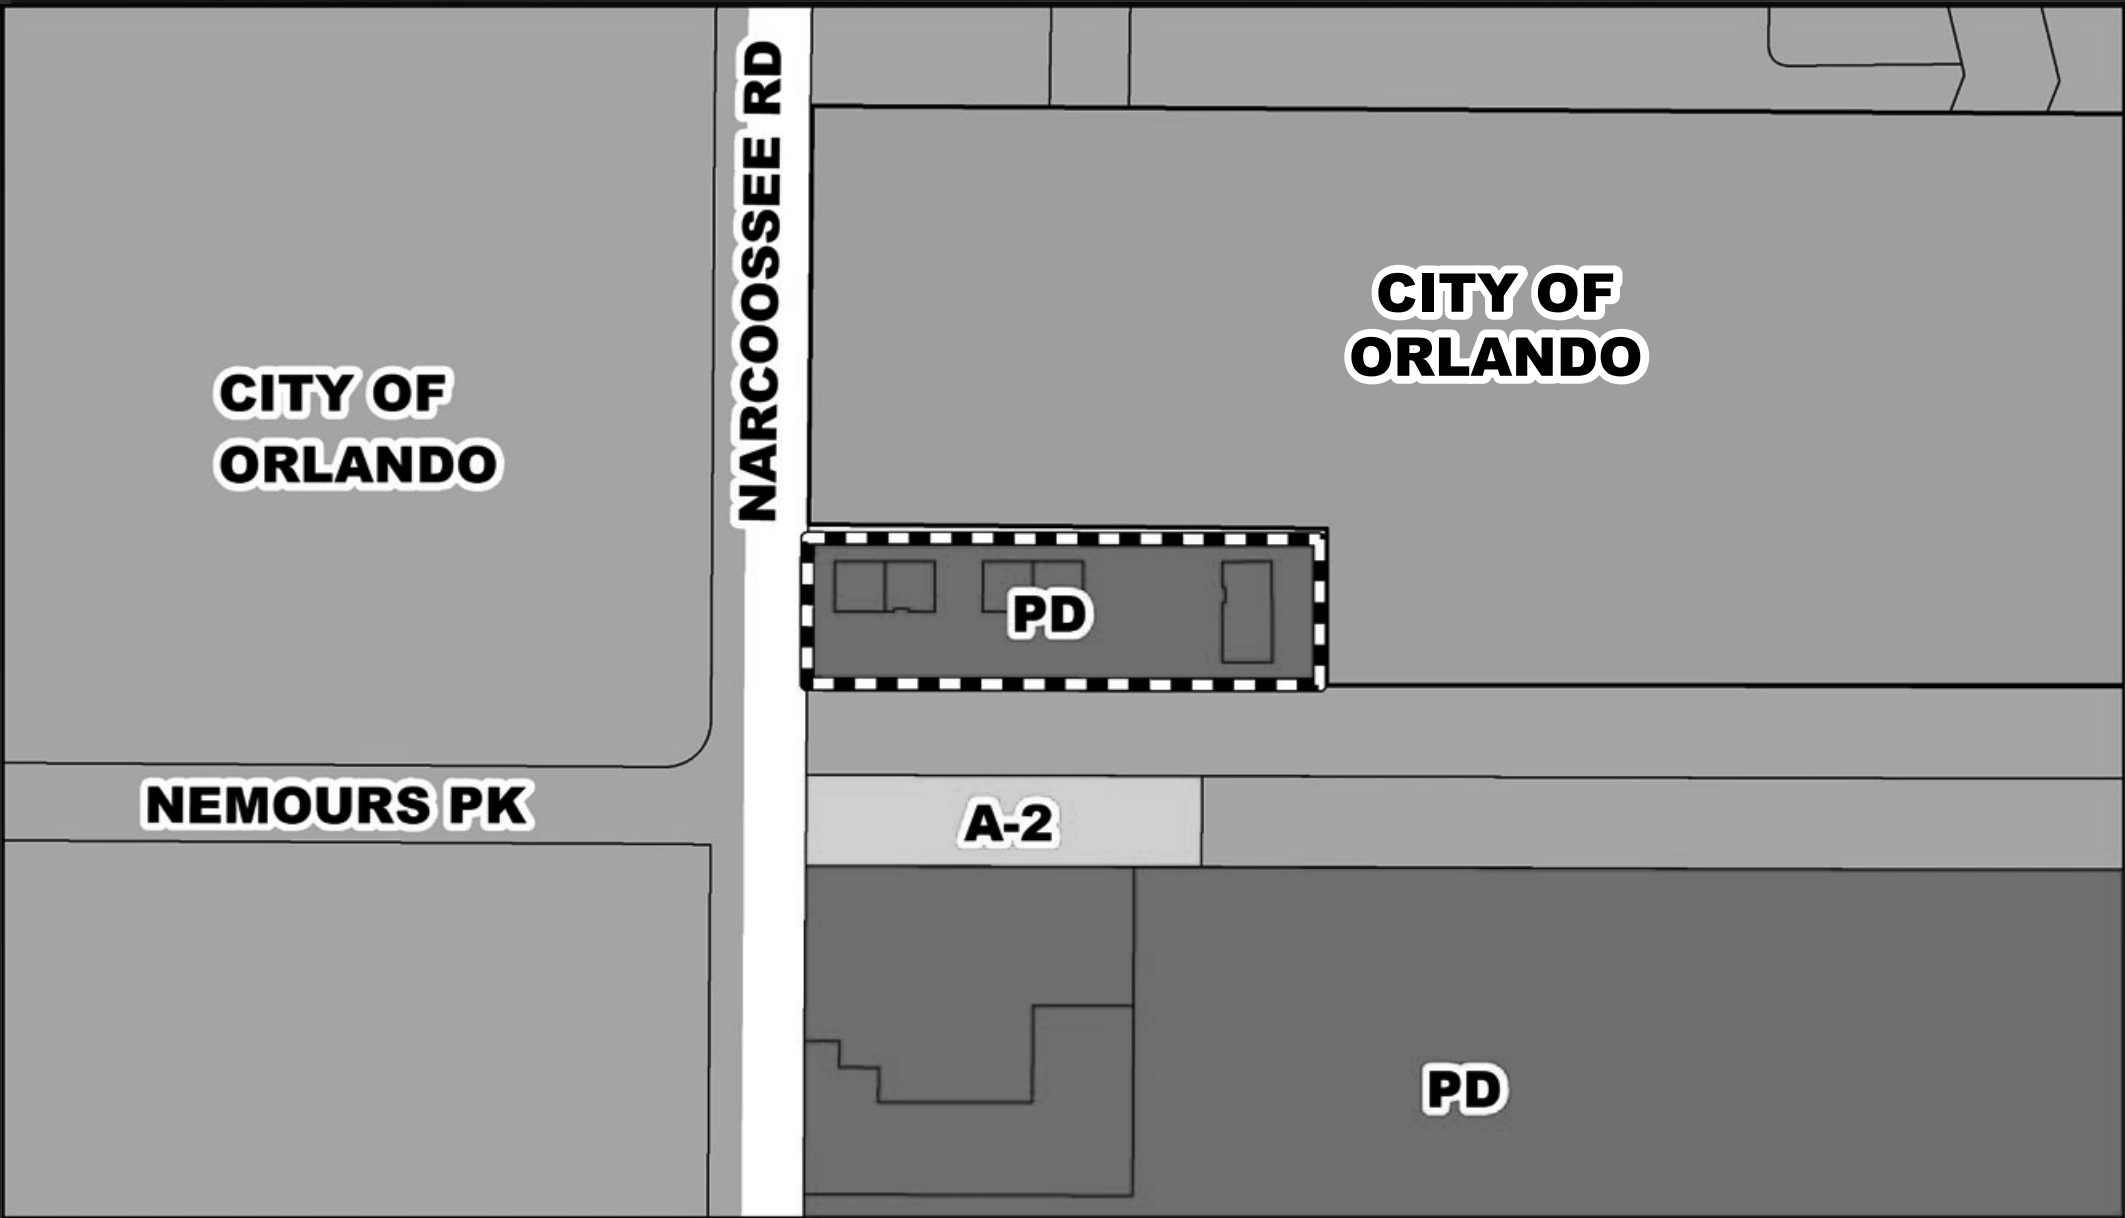 NARCOOSSEE RD
CITY OF
ORLANDO
CITY OF
ORLANDO
PD
NEMOURS PK
A-2
PD